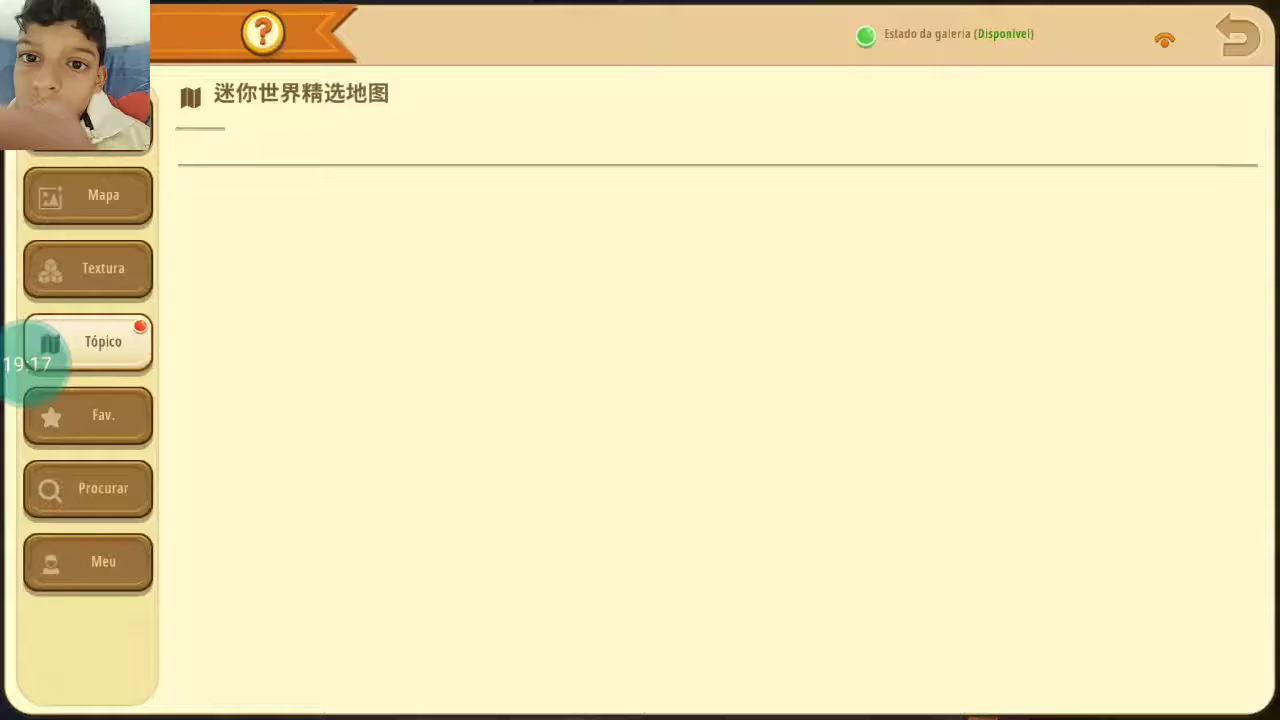 ?
Estado da galeria (Disponível)
迷你世界精选地图
Mapa
Textura
Tópico
19:17
Fav.
Procurar
Meu